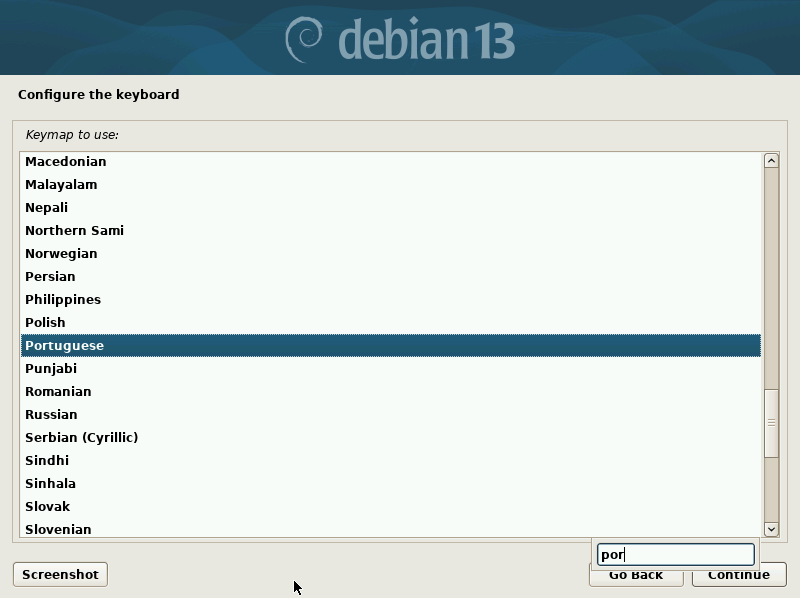 debian 13
Configure the keyboard
Keymap to use:
Macedonian
Malayalam
Nepali
Northern Sami
Norwegian
Persian
Philippines
Polish
Portuguese
Punjabi
Romanian
Russian
Serbian (Cyrillic)
Sindhi
Sinhala
Slovak
Slovenian
por
Screenshot
Go Back
Continue